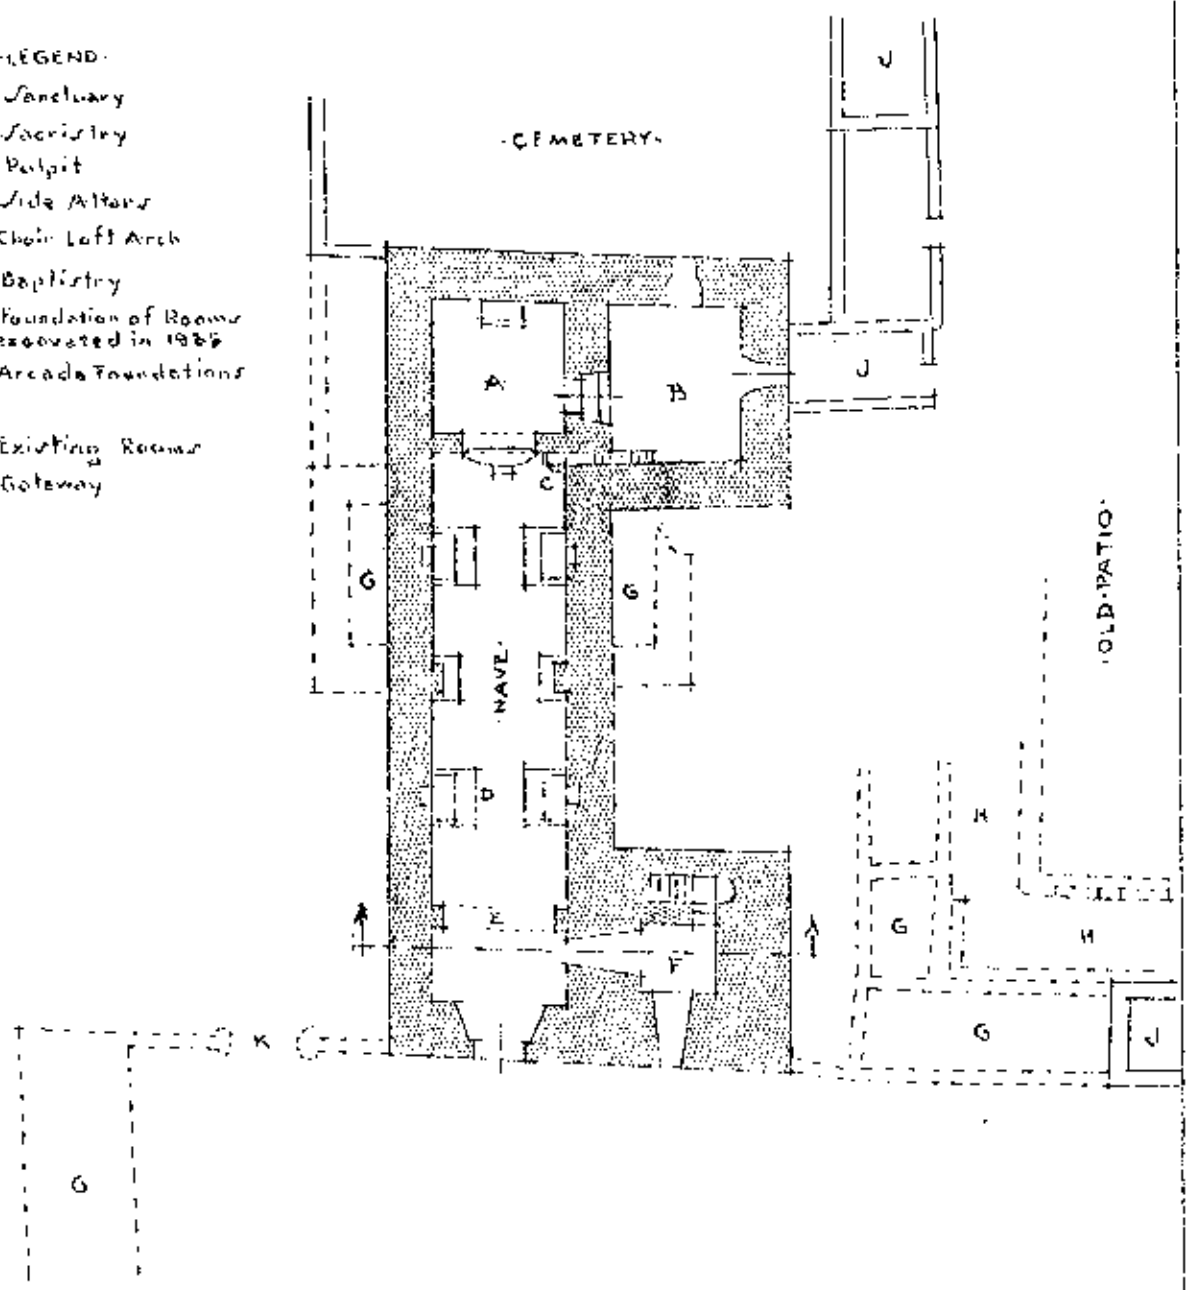 LEGEND·
Sanctuary
Sacristry
Pulpit
Side Altars
Choir Loft Arch
Baptistry
Foundation of Rooms
excavated in
Arcade Foundations
Existing Rooms
Gateway
·CEMETERY·
J
A
B
J
C
G
G
·NAVE·
·OLD·PATIO·
D
H
E
G
H
F
K
G
J
G